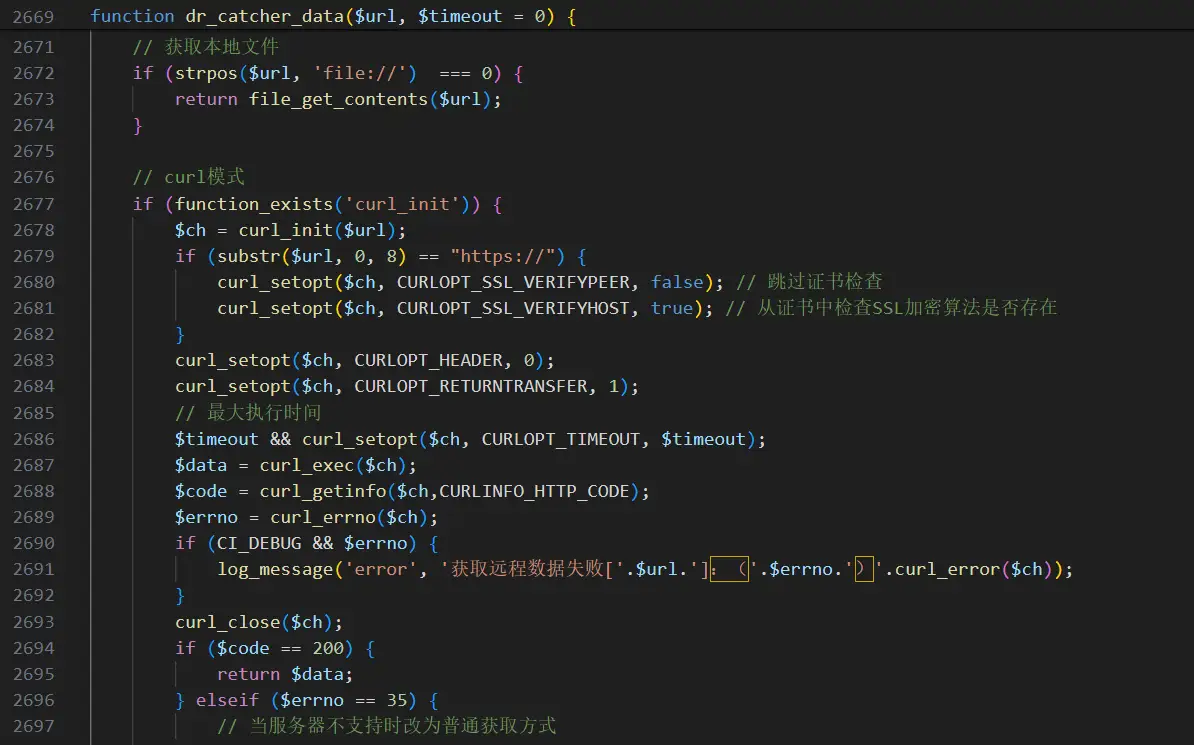 2669 function dr_catcher_data($url, $timeout = 0) {
2671 // 获取本地文件
2672 if (strpos($url, 'file://')  === 0) {
2673 return file_get_contents($url);
2674 }
2675
2676 // curl模式
2677 if (function_exists('curl_init')) {
2678 $ch = curl_init($url);
2679 if (substr($url, 0, 8) == "https://") {
2680 curl_setopt($ch, CURLOPT_SSL_VERIFYPEER, false); // 跳过证书检查
2681 curl_setopt($ch, CURLOPT_SSL_VERIFYHOST, true); // 从证书中检查SSL加密算法是否存在
2682 }
2683 curl_setopt($ch, CURLOPT_HEADER, 0);
2684 curl_setopt($ch, CURLOPT_RETURNTRANSFER, 1);
2685 // 最大执行时间
2686 $timeout && curl_setopt($ch, CURLOPT_TIMEOUT, $timeout);
2687 $data = curl_exec($ch);
2688 $code = curl_getinfo($ch,CURLINFO_HTTP_CODE);
2689 $errno = curl_errno($ch);
2690 if (CI_DEBUG && $errno) {
2691 log_message('error', '获取远程数据失败['.$url.']：（'.$errno.'）'.curl_error($ch));
2692 }
2693 curl_close($ch);
2694 if ($code == 200) {
2695 return $data;
2696 } elseif ($errno == 35) {
2697 // 当服务器不支持时改为普通获取方式